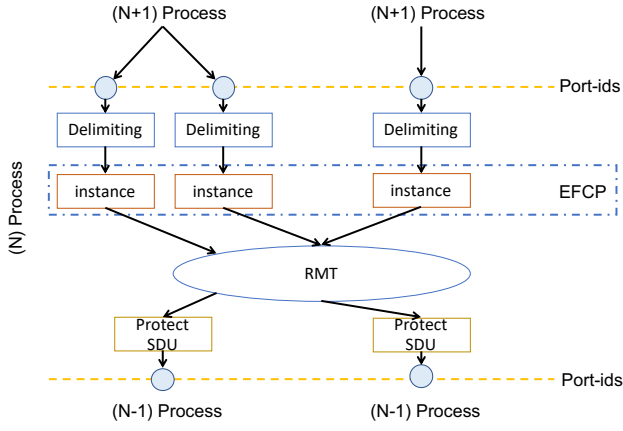 (N+1) Process
(N+1) Process
Port-ids
Delimiting
Delimiting
Delimiting
(N) Process
instance
instance
instance
EFCP
RMT
Protect
SDU
Protect
SDU
Port-ids
(N-1) Process
(N-1) Process